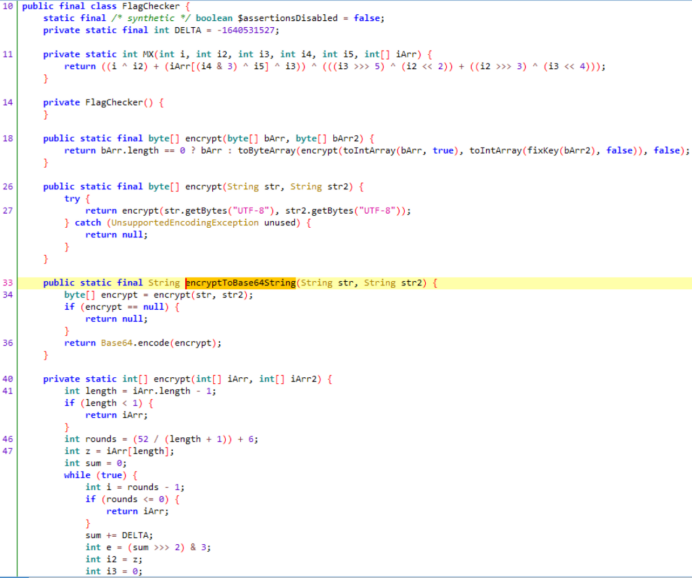 10 public final class FlagChecker {
static final /* synthetic */ boolean $assertionsDisabled = false;
private static final int DELTA = -1640531527;
11 private static int MX(int i, int i2, int i3, int i4, int i5, int[] iArr) {
return ((i ^ i2) + (iArr[(i4 & 3) ^ i5] ^ i3)) ^ (((i3 >>> 5) ^ (i2 << 2)) + ((i2 >>> 3) ^ (i3 << 4)));
}
14 private FlagChecker() {
}
18 public static final byte[] encrypt(byte[] bArr, byte[] bArr2) {
return bArr.length == 0 ? bArr : toByteArray(encrypt(toIntArray(bArr, true), toIntArray(fixKey(bArr2), false)), false);
}
26 public static final byte[] encrypt(String str, String str2) {
try {
27 return encrypt(str.getBytes("UTF-8"), str2.getBytes("UTF-8"));
} catch (UnsupportedEncodingException unused) {
return null;
}
}
33 public static final String encryptToBase64String(String str, String str2) {
34 byte[] encrypt = encrypt(str, str2);
if (encrypt == null) {
return null;
}
36 return Base64.encode(encrypt);
}
40 private static int[] encrypt(int[] iArr, int[] iArr2) {
41 int length = iArr.length - 1;
if (length < 1) {
return iArr;
}
46 int rounds = (52 / (length + 1)) + 6;
47 int z = iArr[length];
int sum = 0;
while (true) {
int i = rounds - 1;
if (rounds <= 0) {
return iArr;
}
sum += DELTA;
int e = (sum >>> 2) & 3;
int i2 = z;
int i3 = 0;